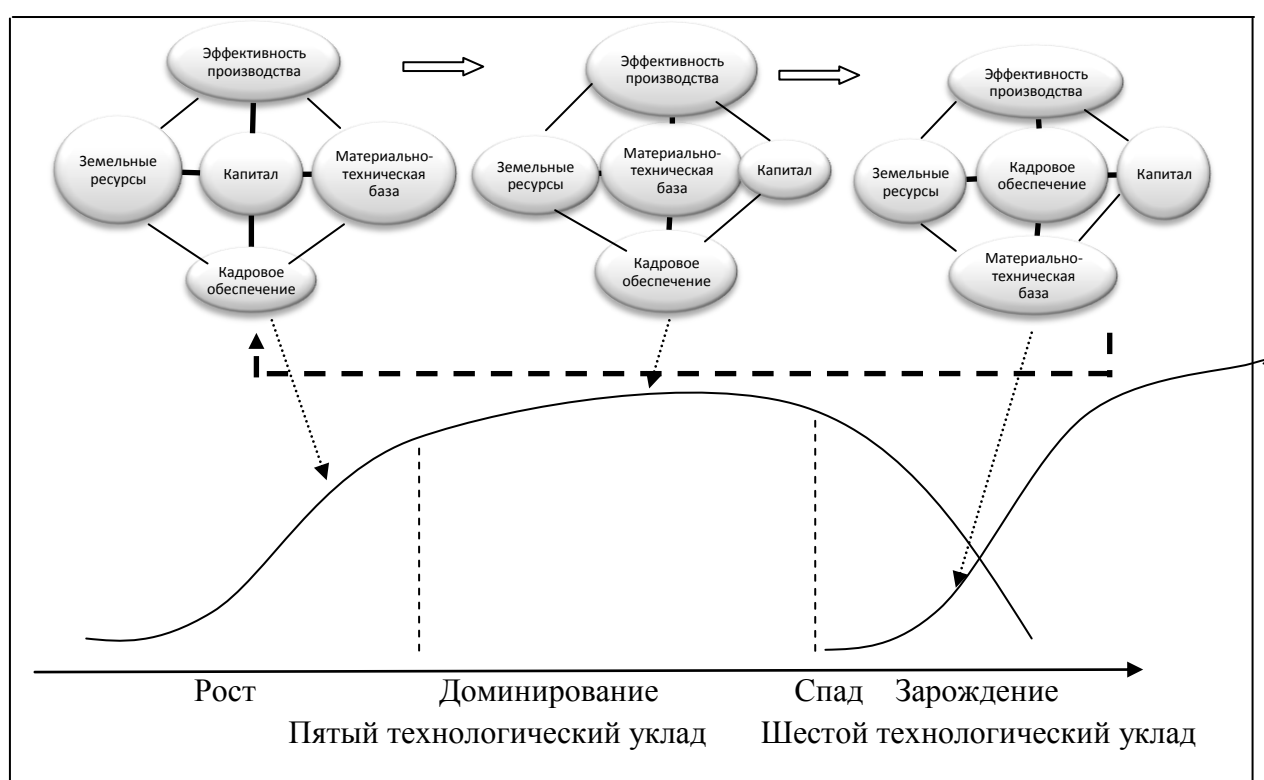 Эффективность
производства
Земельные
ресурсы
Капитал
Материально-
техническая
база
Кадровое
обеспечение
Эффективность
производства
Земельные
ресурсы
Материально-
техническая
база
Капитал
Кадровое
обеспечение
Эффективность
производства
Земельные
ресурсы
Кадровое
обеспечение
Капитал
Материально-
техническая
база
Рост Доминирование Спад Зарождение
Пятый технологический уклад Шестой технологический уклад